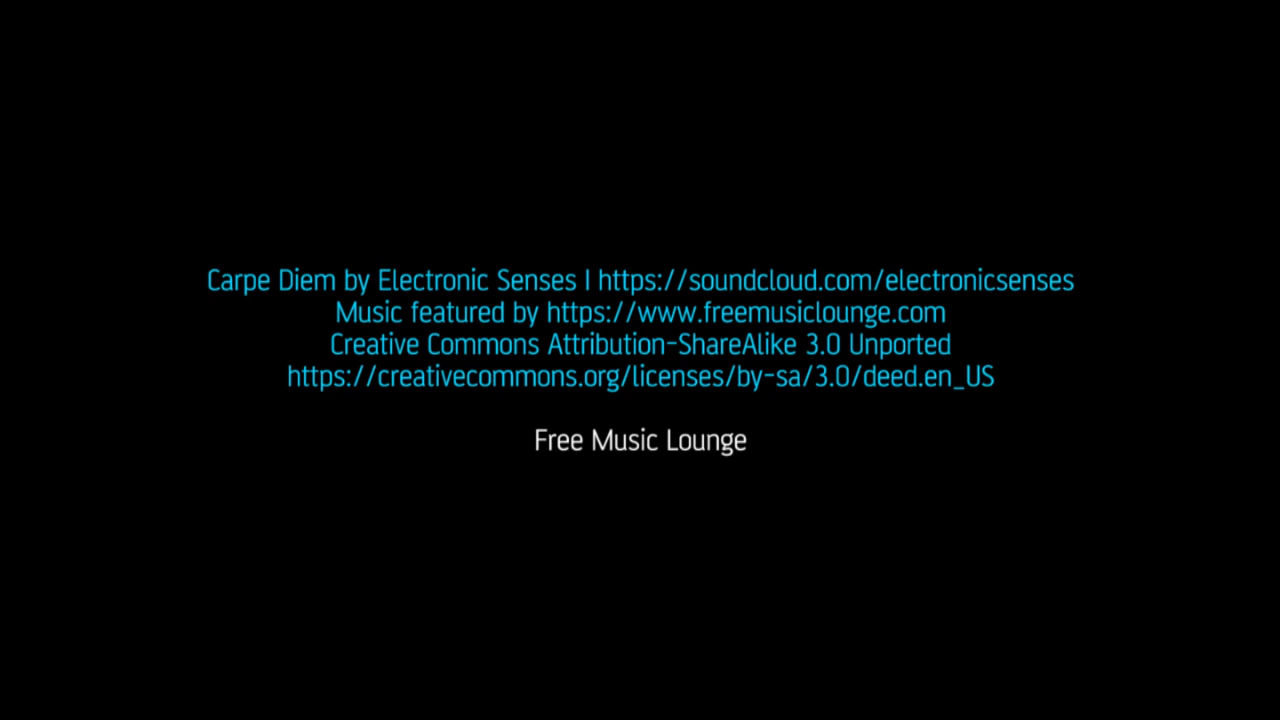 Carpe Diem by Electronic Senses | https://soundcloud.com/electronicsenses
Music featured by https://www.freemusiclounge.com
Creative Commons Attribution-ShareAlike 3.0 Unported
https://creativecommons.org/licenses/by-sa/3.0/deed.en_US
Free Music Lounge